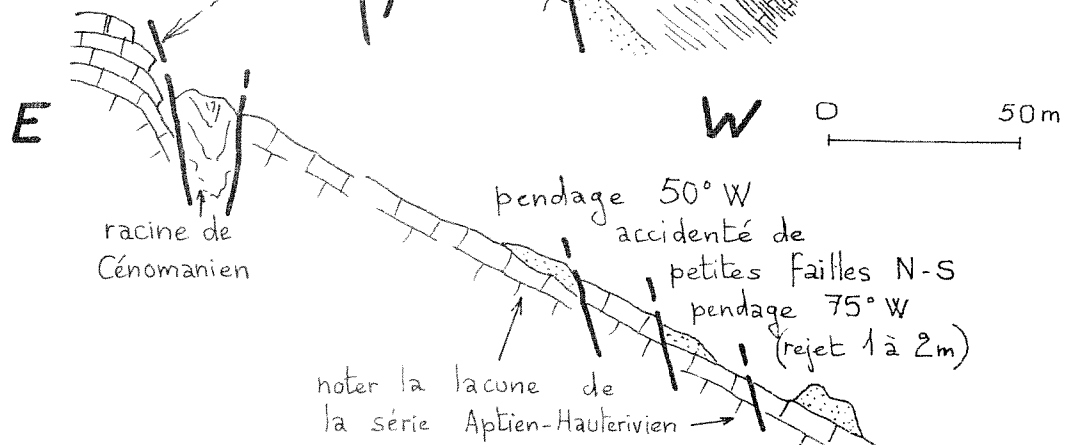 E
W
0 50 m
pendage 50° W
accidenté de
petites failles N-S
pendage 75° W
(rejet 1 à 2m)
racine de
Cénomanien
noter la lacune de
la série Aptien-Hauterivien